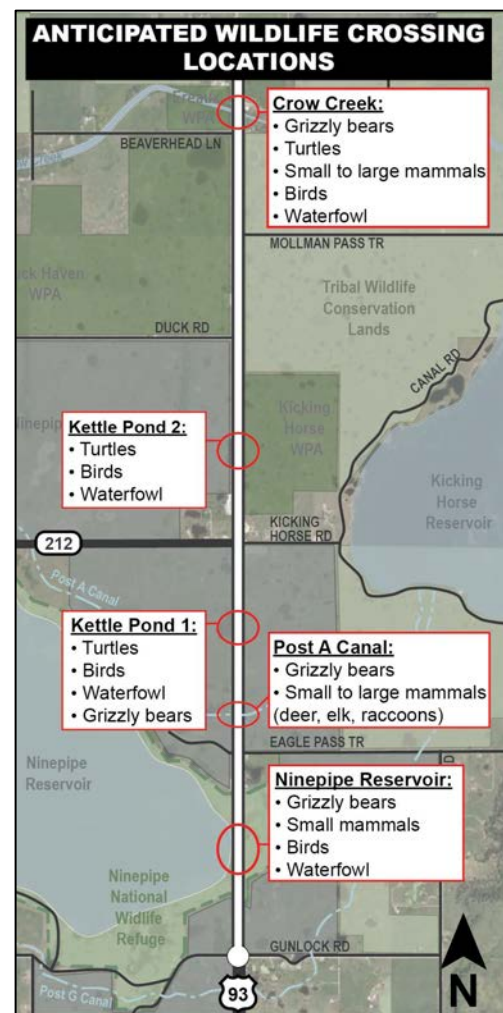 ANTICIPATED WILDLIFE CROSSING
LOCATIONS
WPA
BEAVERHEAD LN
Crow Creek:
• Grizzly bears
• Turtles
• Small to large mammals
• Birds
• Waterfowl
MOLLMAN PASS TR
Haven
WPA
Tribal Wildlife
Conservation
Lands
DUCK RD
CANAL RD
Kicking
Horse
WPA
Kettle Pond 2:
• Turtles
• Birds
• Waterfowl
Kicking Horse
Reservoir
KICKING
HORSE RD
212
Post A Canal
Kettle Pond 1:
• Turtles
• Birds
• Waterfowl
• Grizzly bears
Post A Canal:
• Grizzly bears
• Small to large mammals
(deer, elk, raccoons)
EAGLE PASS TR
Ninepipe
Reservoir
Ninepipe Reservoir:
• Grizzly bears
• Small mammals
• Birds
• Waterfowl
Ninepipe
National
Wildlife
Refuge
GUNLOCK RD
Post G Canal
93
N